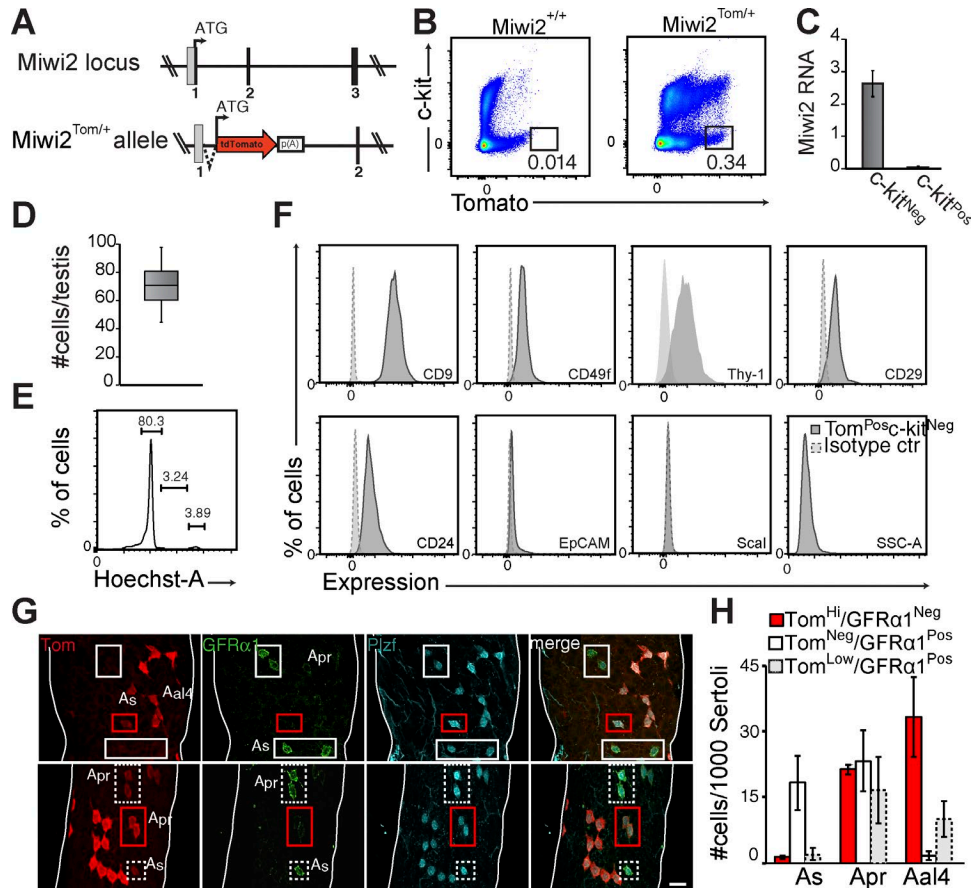 A
Miwi2 locus
ATG
1 2 3
Miwi2Tom/+ allele
ATG
tdTomato
p(A)
1 2
B
Miwi2+/+
Miwi2Tom/+
c-kit
0
0.014
0
0
0.34
0
Tomato
C
Miwi2 RNA
4
3
2
1
0
c-kitNeg
c-kitPos
D
#cells/testis
100
80
60
40
20
0
E
% of cells
80.3
3.24
3.89
0
0
Hoechst-A
F
% of cells
CD9
CD49f
Thy-1
CD29
0
0
0
0
TomPosc-kitNeg
Isotype ctr
CD24
EpCAM
ScaI
SSC-A
0
0
0
0
Expression
G
Tom
GFRα1
Plzf
merge
Apr
As
Aal4
As
Apr
Apr
As
H
TomHi/GFRα1Neg
TomNeg/GFRα1Pos
TomLow/GFRα1Pos
#cells/1000 Sertoli
45
30
15
0
As Apr Aal4